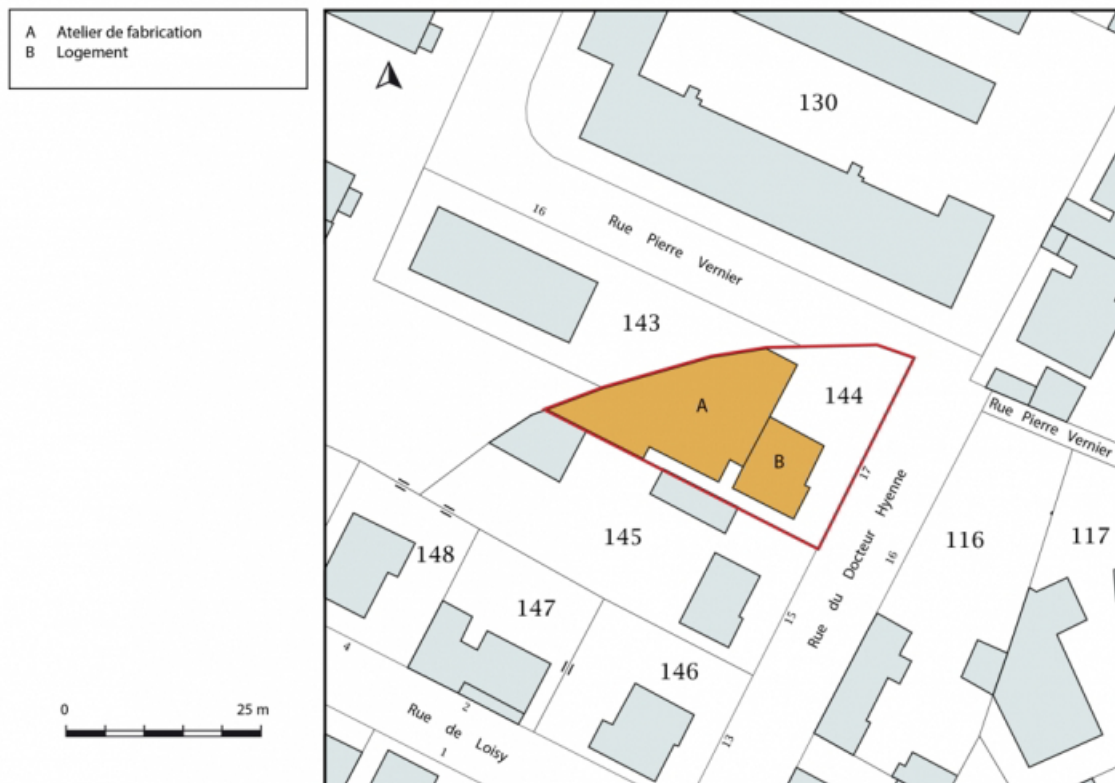 A Atelier de fabrication
B Logement
130
16
Rue Pierre Vernier
143
144
A
B
17
Rue Pierre Vernier
Rue du Docteur Hyenne
16
116
117
145
148
147
15
146
4
2
Rue de Loisy
1
13
0 25 m